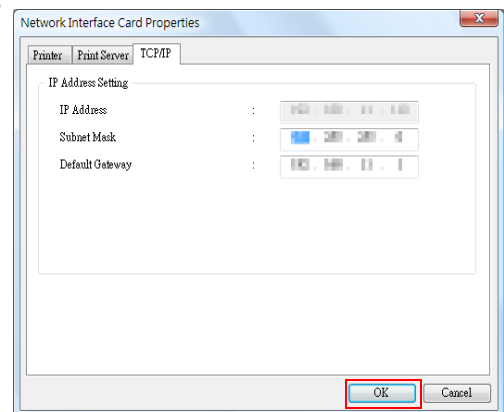 Network Interface Card Properties
Printer Print Server TCP/IP
IP Address Setting
IP Address :
Subnet Mask :
Default Gateway :
OK Cancel